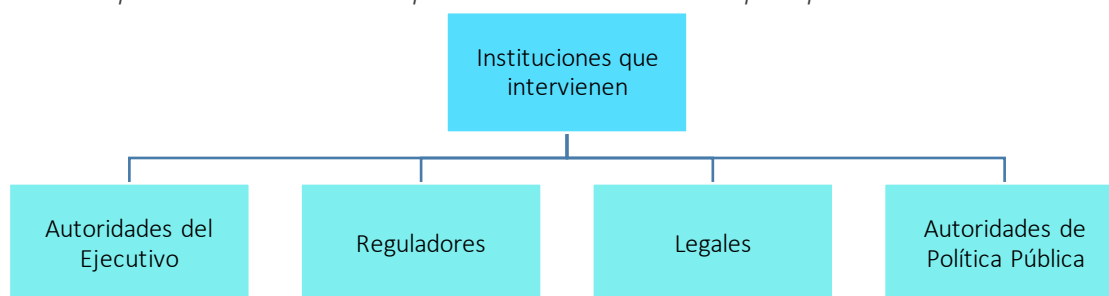 Instituciones que
intervienen
Autoridades del
Ejecutivo
Reguladores
Legales
Autoridades de
Política Pública